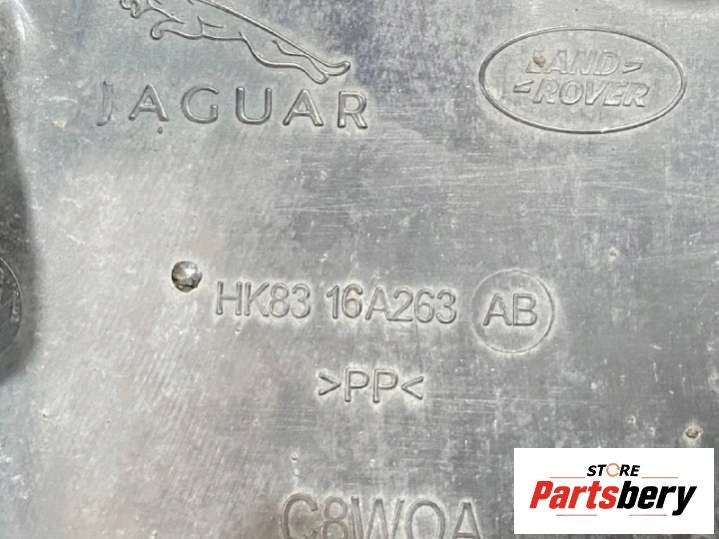 JAGUAR
LAND-
-ROVER
HK83 16A263 AB
>PP<
C8WOA
STORE
Partsbery